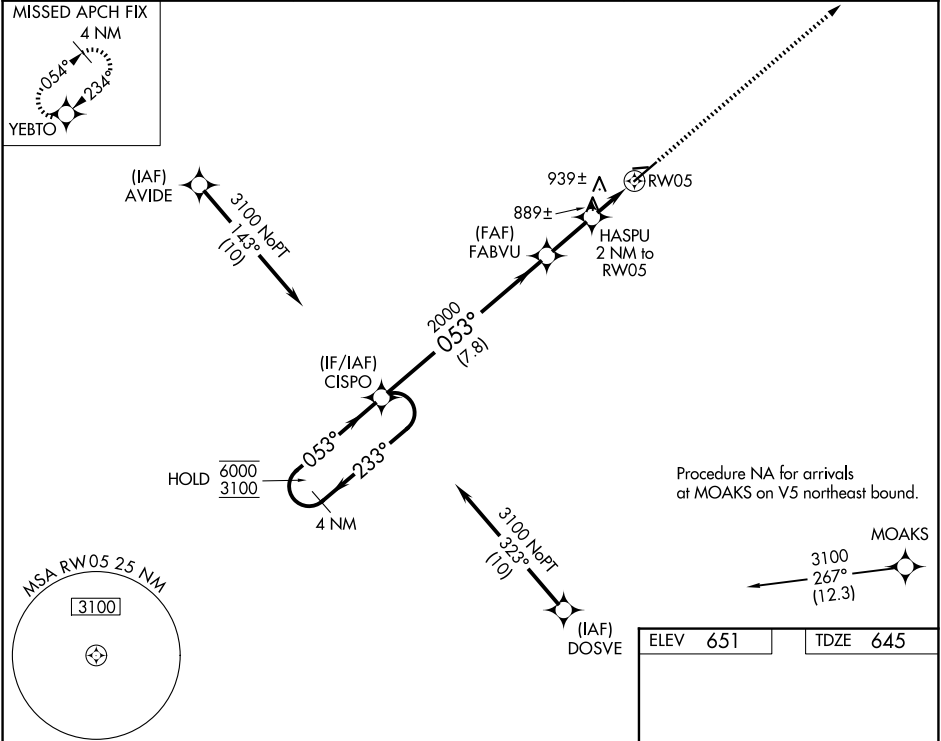 MISSED APCH FIX
4 NM
054°
234°
YEBTO
(IAF)
AVIDE
3100 NoPT
143°
(10)
939±
889±
RW05
(FAF)
FABVU
HASPU
2 NM to
RW05
2000
053°
(7.8)
(IF/IAF)
CISPO
053°
233°
HOLD
6000
3100
4 NM
3100 NoPT
323°
(10)
(IAF)
DOSVE
Procedure NA for arrivals
at MOAKS on V5 northeast bound.
MOAKS
3100
267°
(12.3)
MSA RW05 25 NM
3100
ELEV 651
TDZE 645